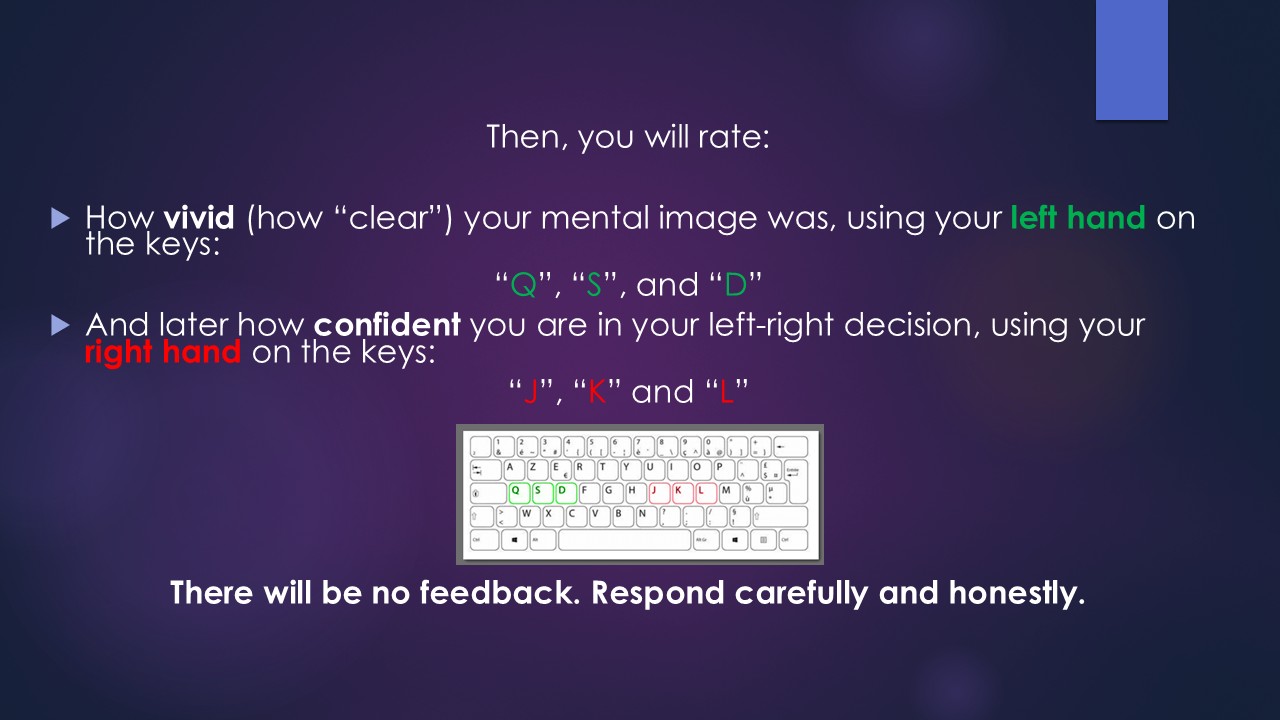 Then, you will rate:
How vivid (how “clear”) your mental image was, using your left hand on
the keys:
“Q”, “S”, and “D”
And later how confident you are in your left-right decision, using your
right hand on the keys:
“J”, “K” and “L”
A Z E R T Y U I O P
Q S D F G H J K L M
W X C V B N
There will be no feedback. Respond carefully and honestly.